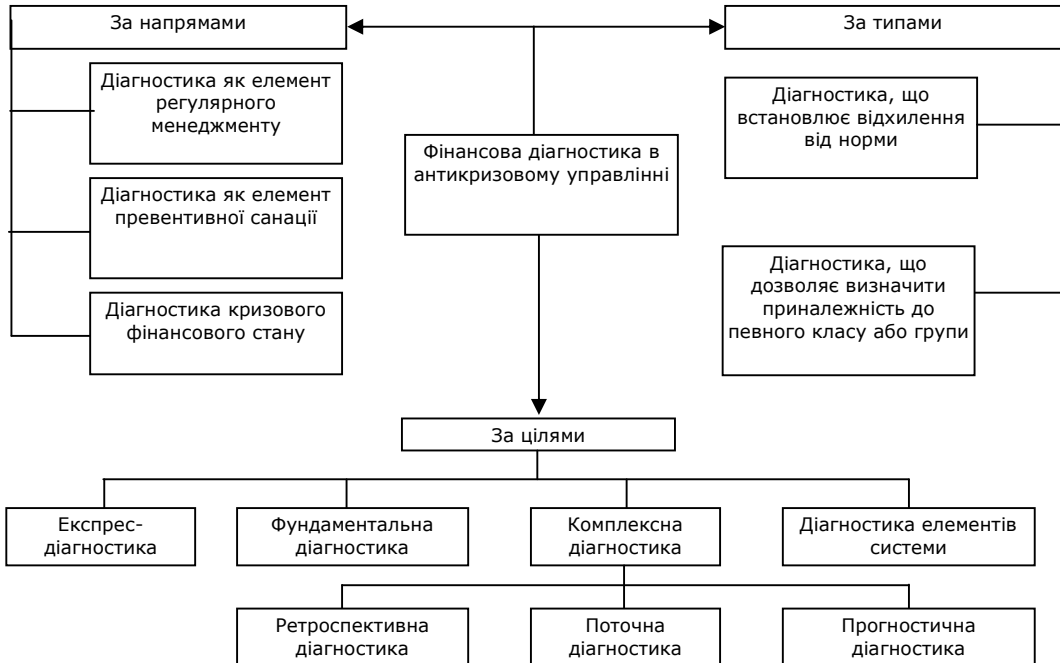 За напрямами
За типами
Діагностика як елемент
регулярного
менеджменту
Діагностика, що
встановлює відхилення
від норми
Фінансова діагностика в
антикризовому управлінні
Діагностика як елемент
превентивної санації
Діагностика, що
дозволяє визначити
приналежність до
певного класу або групи
Діагностика кризового
фінансового стану
За цілями
Експрес-
діагностика
Фундаментальна
діагностика
Комплексна
діагностика
Діагностика елементів
системи
Ретроспективна
діагностика
Поточна
діагностика
Прогностична
діагностика